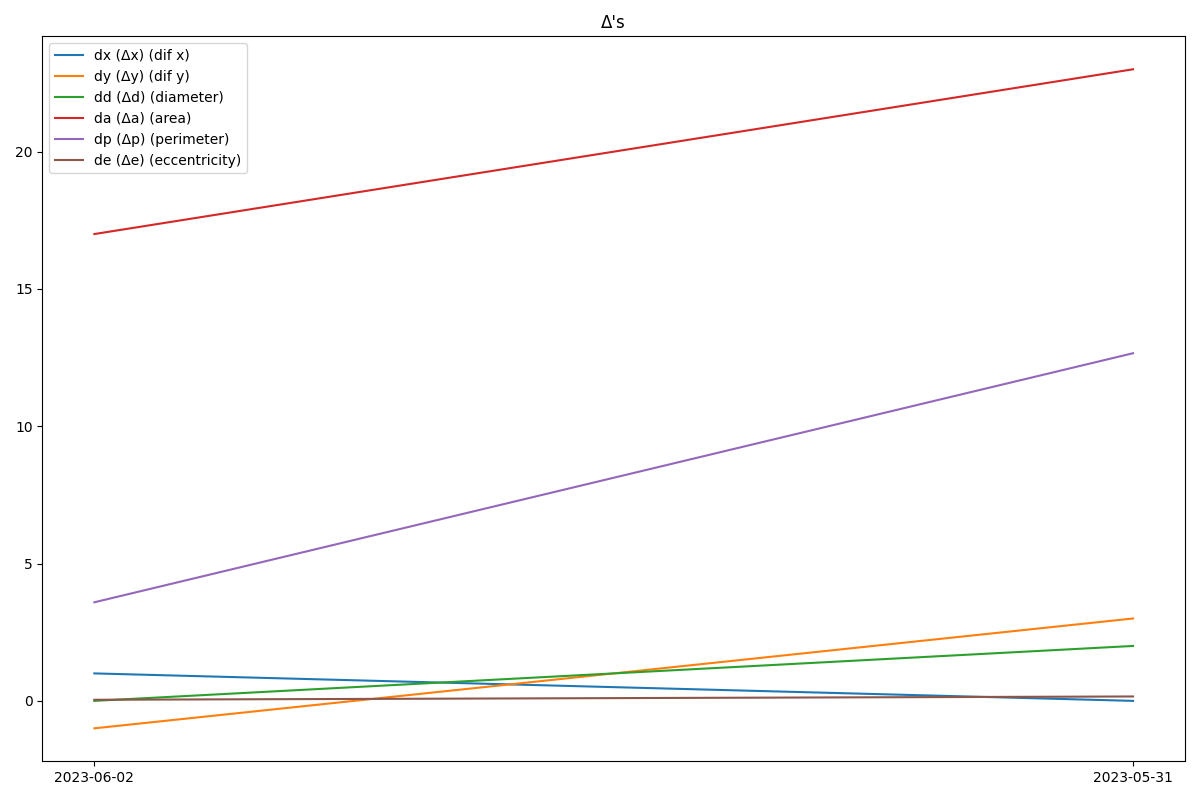 Δ's
dx (Δx) (dif x)
dy (Δy) (dif y)
dd (Δd) (diameter)
da (Δa) (area)
dp (Δp) (perimeter)
de (Δe) (eccentricity)
20
15
10
5
0
2023-06-02 2023-05-31